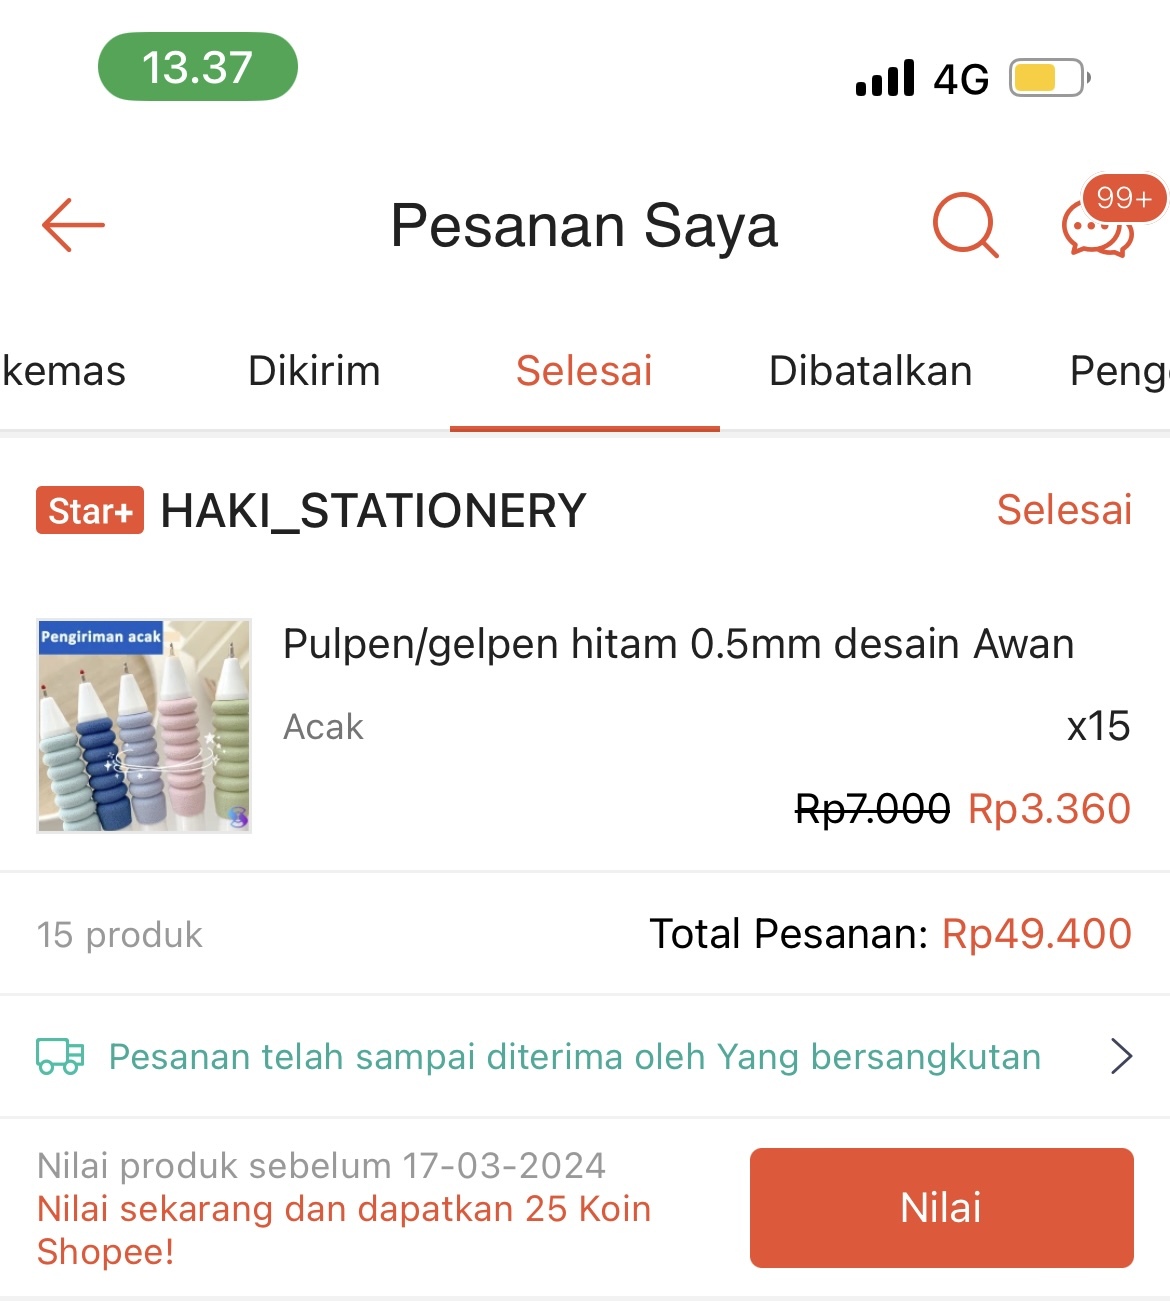 13.37
4G
Pesanan Saya
99+
kemas Dikirim Selesai Dibatalkan Peng
Star+ HAKI_STATIONERY Selesai
Pengiriman acak
Pulpen/gelpen hitam 0.5mm desain Awan
Acak x15
Rp7.000 Rp3.360
15 produk Total Pesanan: Rp49.400
Pesanan telah sampai diterima oleh Yang bersangkutan
Nilai produk sebelum 17-03-2024
Nilai sekarang dan dapatkan 25 Koin
Shopee!
Nilai